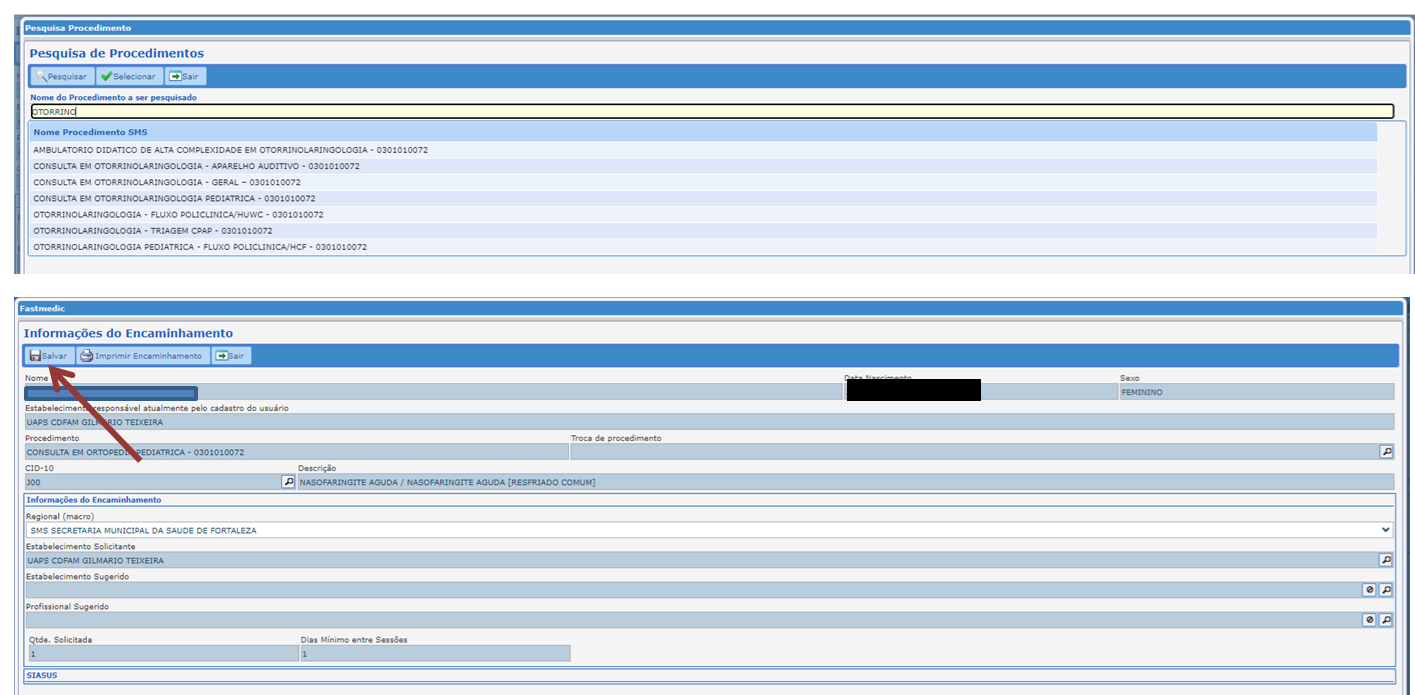 Pesquisa Procedimento
Pesquisa de Procedimentos
Pesquisar Selecionar Sair
Nome do Procedimento a ser pesquisado
OTORRINO
Nome Procedimento SMS
AMBULATORIO DIDATICO DE ALTA COMPLEXIDADE EM OTORRINOLARINGOLOGIA - 0301010072
CONSULTA EM OTORRINOLARINGOLOGIA - APARELHO AUDITIVO - 0301010072
CONSULTA EM OTORRINOLARINGOLOGIA - GERAL – 0301010072
CONSULTA EM OTORRINOLARINGOLOGIA PEDIATRICA - 0301010072
OTORRINOLARINGOLOGIA - FLUXO POLICLINICA/HUWC - 0301010072
OTORRINOLARINGOLOGIA - TRIAGEM CPAP - 0301010072
OTORRINOLARINGOLOGIA PEDIATRICA - FLUXO POLICLINICA/HCF - 0301010072
Fastmedic
Informações do Encaminhamento
Salvar Imprimir Encaminhamento Sair
Nome Data Nascimento Sexo
FEMININO
Estabelecimento responsável atualmente pelo cadastro do usuário
UAPS CDFAM GILMARIO TEIXEIRA
Procedimento Troca de procedimento
CONSULTA EM ORTOPEDIA PEDIATRICA - 0301010072
CID-10 Descrição
J00 NASOFARINGITE AGUDA / NASOFARINGITE AGUDA [RESFRIADO COMUM]
Informações do Encaminhamento
Regional (macro)
SMS SECRETARIA MUNICIPAL DA SAUDE DE FORTALEZA
Estabelecimento Solicitante
UAPS CDFAM GILMARIO TEIXEIRA
Estabelecimento Sugerido
Profissional Sugerido
Qtde. Solicitada Dias Mínimo entre Sessões
1 1
SIASUS